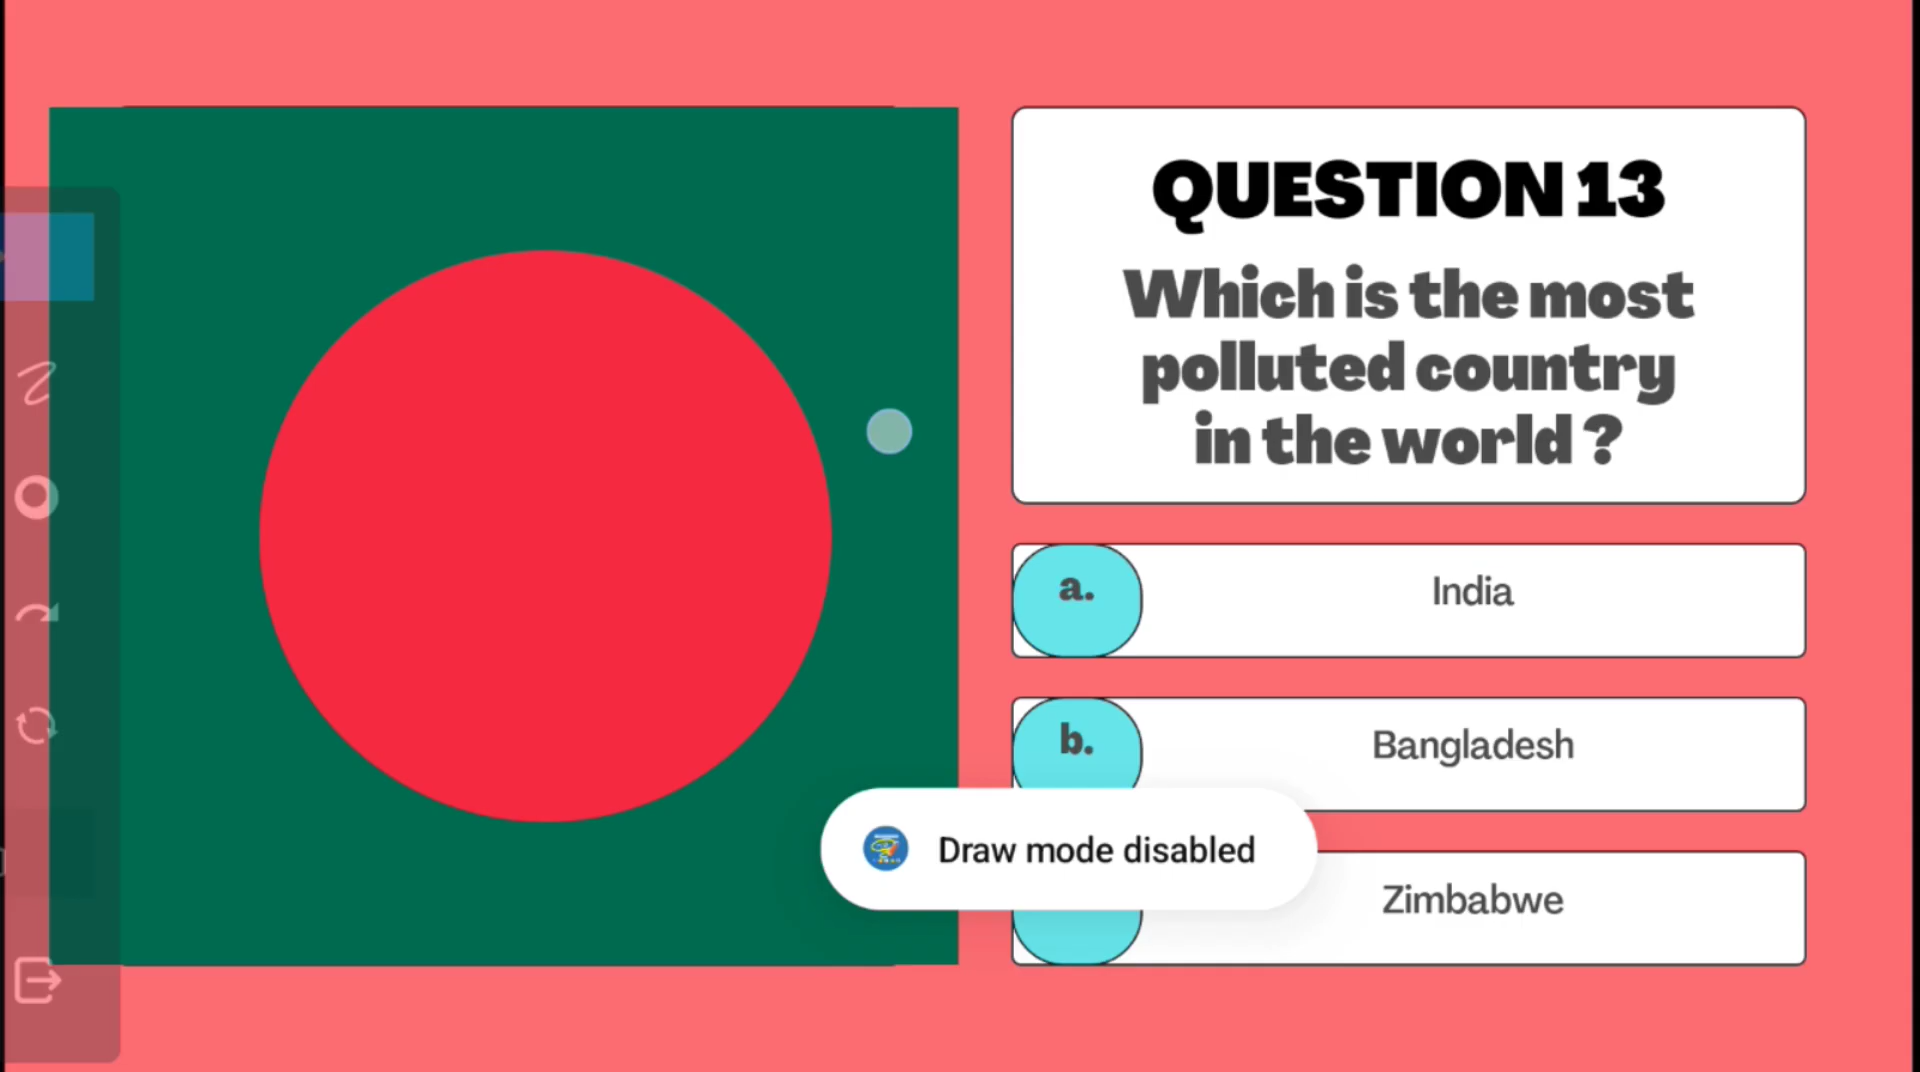 QUESTION 13
Which is the most
polluted country
in the world ?
a. India
b. Bangladesh
Draw mode disabled
Zimbabwe